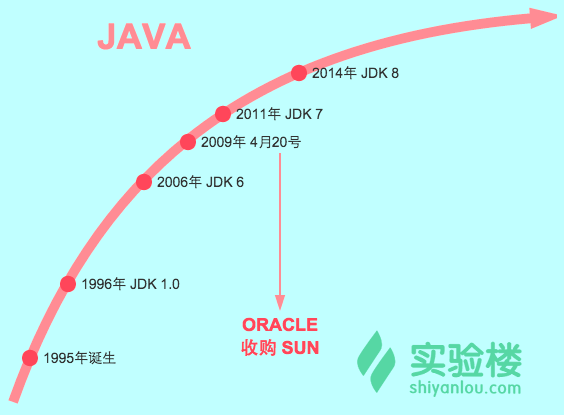 JAVA
2014年 JDK 8
2011年 JDK 7
2009年 4月20号
2006年 JDK 6
1996年 JDK 1.0
ORACLE
收购 SUN
1995年诞生
实验楼
shiyanlou.com